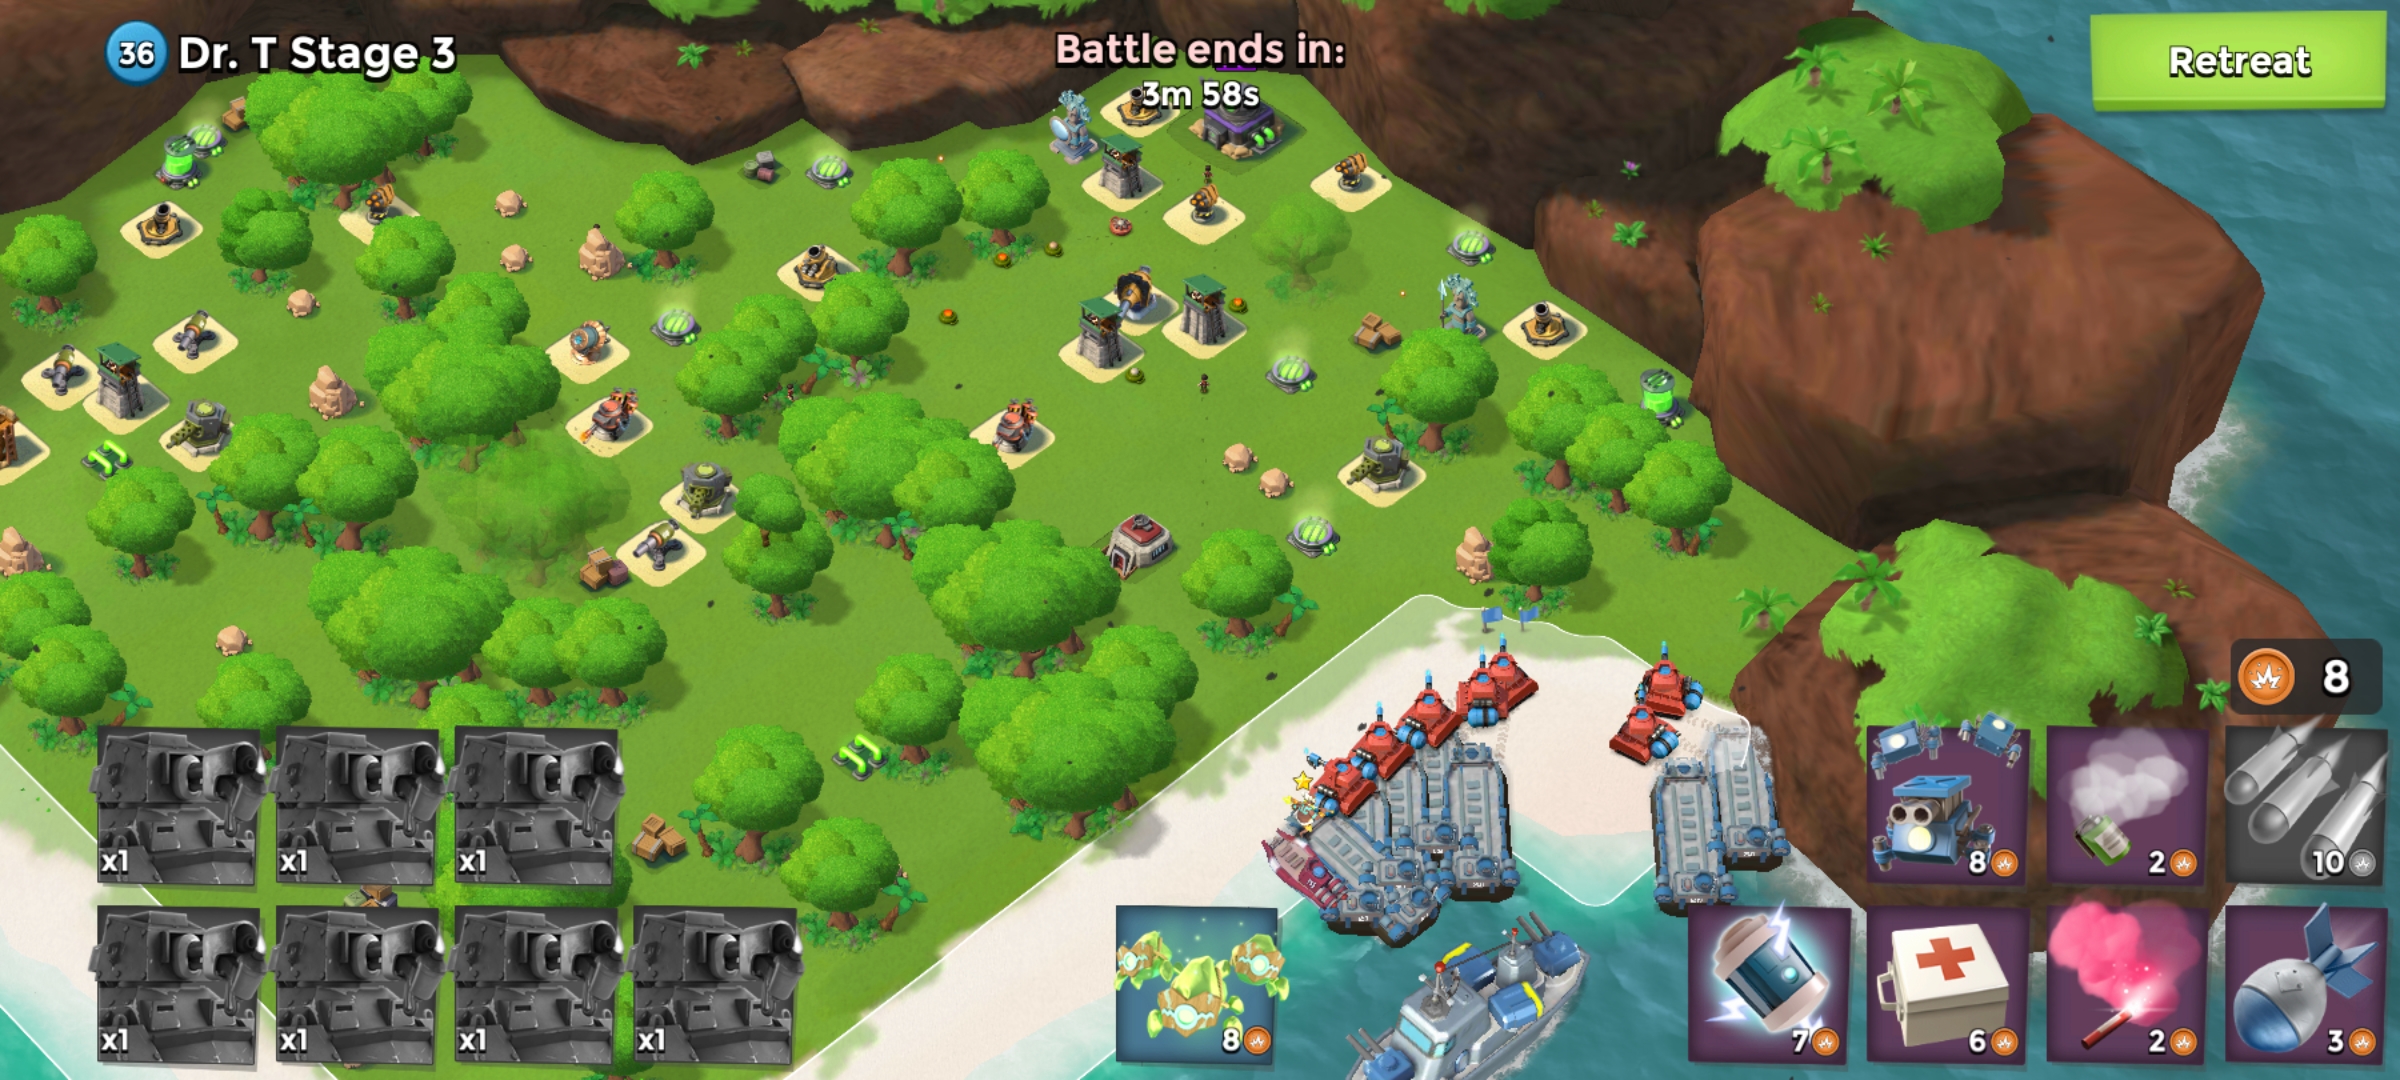 36 Dr. T Stage 3
Battle ends in:
3m 58s
Retreat
8
x1 x1 x1
8 2 10
x1 x1 x1 x1
8 7 6 2 3